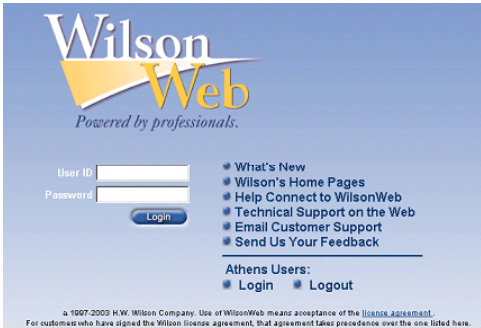 Wilson
Web
Powered by professionals.
User ID
Password
Login
What's New
Wilson's Home Pages
Help Connect to WilsonWeb
Technical Support on the Web
Email Customer Support
Send Us Your Feedback
Athens Users:
Login Logout
a 1997-2003 H.W. Wilson Company. Use of WilsonWeb means acceptance of the license agreement.
For customers who have signed the Wilson license agreement, that agreement takes precedence over the one listed here.